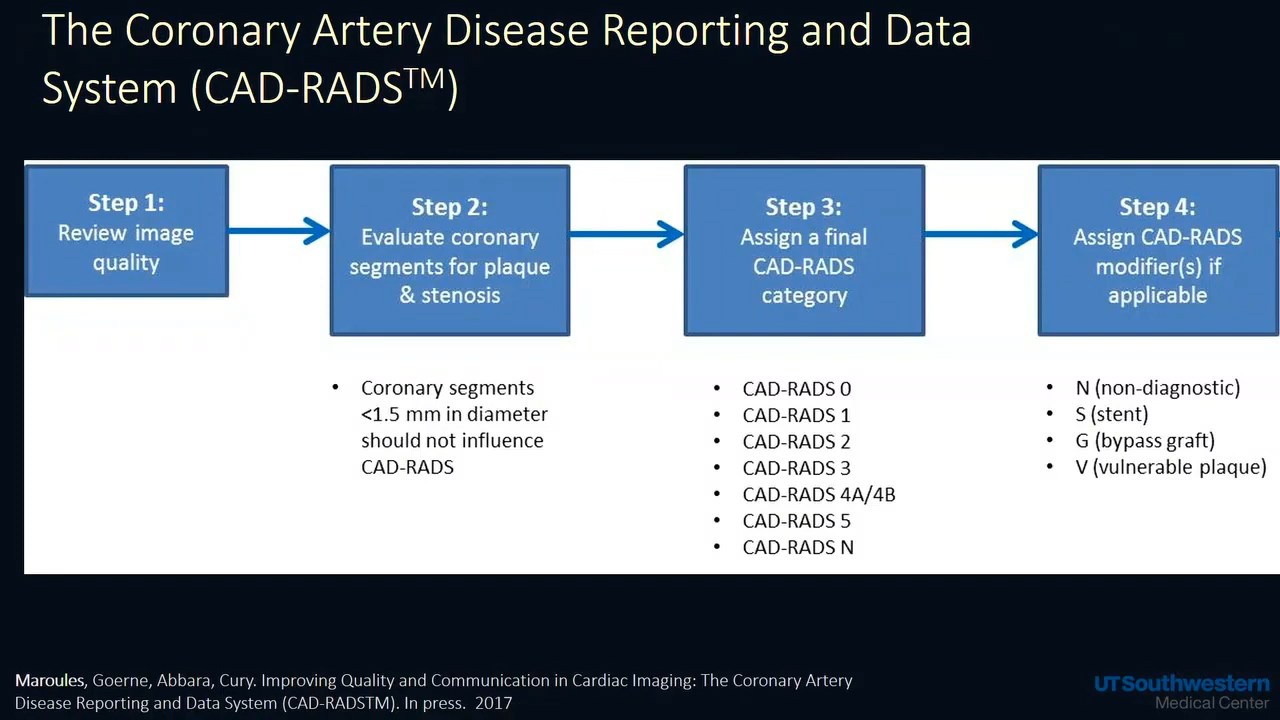 The Coronary Artery Disease Reporting and Data
System (CAD-RADS™)
Step 1:
Review image
quality
Step 2:
Evaluate coronary
segments for plaque
& stenosis
Step 3:
Assign a final
CAD-RADS
category
Step 4:
Assign CAD-RADS
modifier(s) if
applicable
• Coronary segments
<1.5 mm in diameter
should not influence
CAD-RADS
• CAD-RADS 0
• CAD-RADS 1
• CAD-RADS 2
• CAD-RADS 3
• CAD-RADS 4A/4B
• CAD-RADS 5
• CAD-RADS N
• N (non-diagnostic)
• S (stent)
• G (bypass graft)
• V (vulnerable plaque)
Maroules, Goerne, Abbara, Cury. Improving Quality and Communication in Cardiac Imaging: The Coronary Artery
Disease Reporting and Data System (CAD-RADSTM). In press. 2017
UTSouthwestern
Medical Center